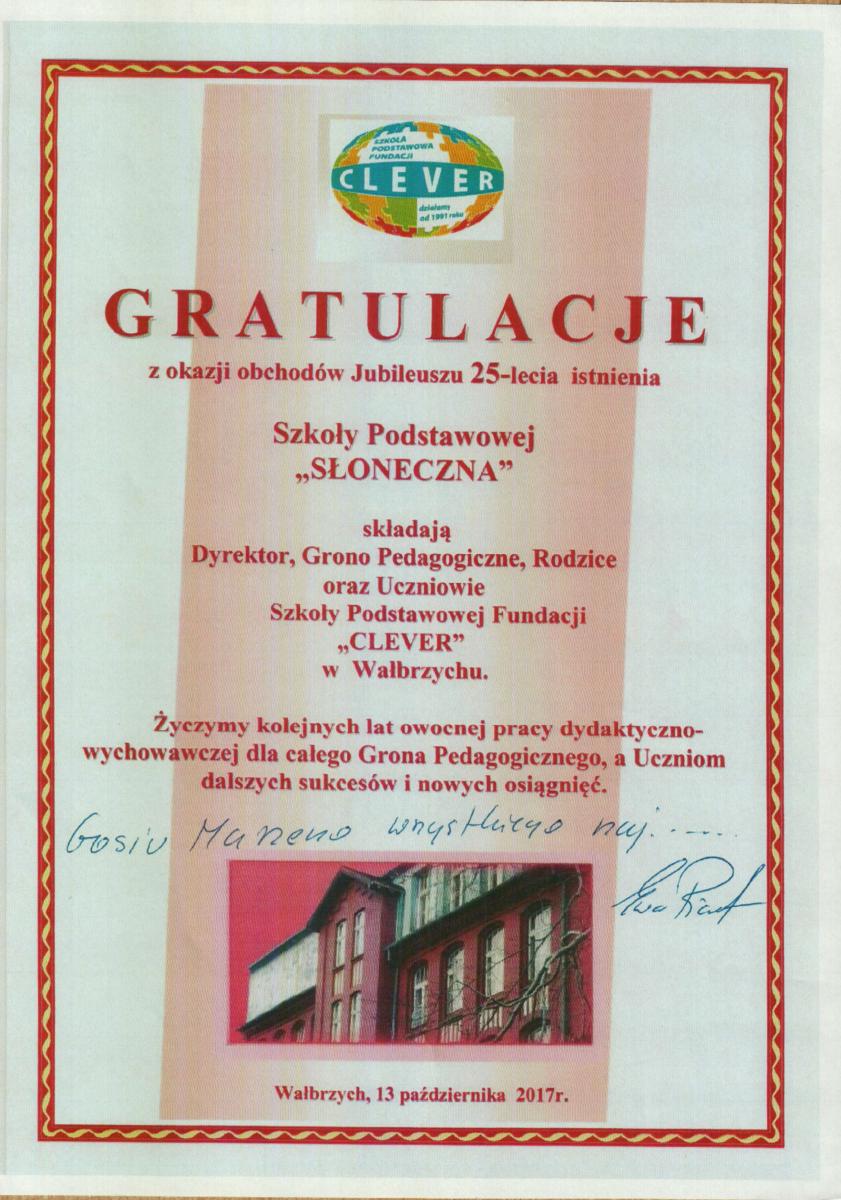 SZKOŁA
PODSTAWOWA
FUNDACJI
CLEVER
działamy
od 1991 roku
GRATULACJE
z okazji obchodów Jubileuszu 25-lecia istnienia
Szkoły Podstawowej
„SŁONECZNA”
składają
Dyrektor, Grono Pedagogiczne, Rodzice
oraz Uczniowie
Szkoły Podstawowej Fundacji
„CLEVER”
w Wałbrzychu.
Życzymy kolejnych lat owocnej pracy dydaktyczno-
wychowawczej dla całego Grona Pedagogicznego, a Uczniom
dalszych sukcesów i nowych osiągnięć.
Gosiu Marzeno wszystkiego naj.......
Ewa
Wałbrzych, 13 października 2017r.